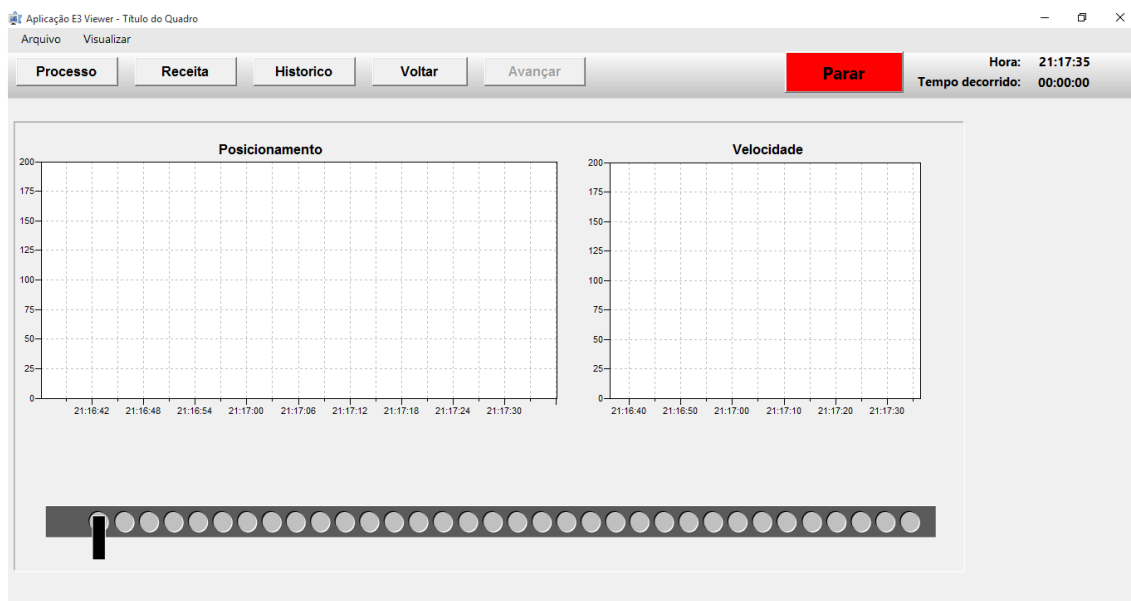 Aplicação E3 Viewer - Título do Quadro
Arquivo Visualizar
Processo Receita Historico Voltar Avançar Parar
Hora: 21:17:35
Tempo decorrido: 00:00:00
Posicionamento
200
175
150
125
100
75
50
25
0
21:16:42 21:16:48 21:16:54 21:17:00 21:17:06 21:17:12 21:17:18 21:17:24 21:17:30
Velocidade
200
175
150
125
100
75
50
25
0
21:16:40 21:16:50 21:17:00 21:17:10 21:17:20 21:17:30